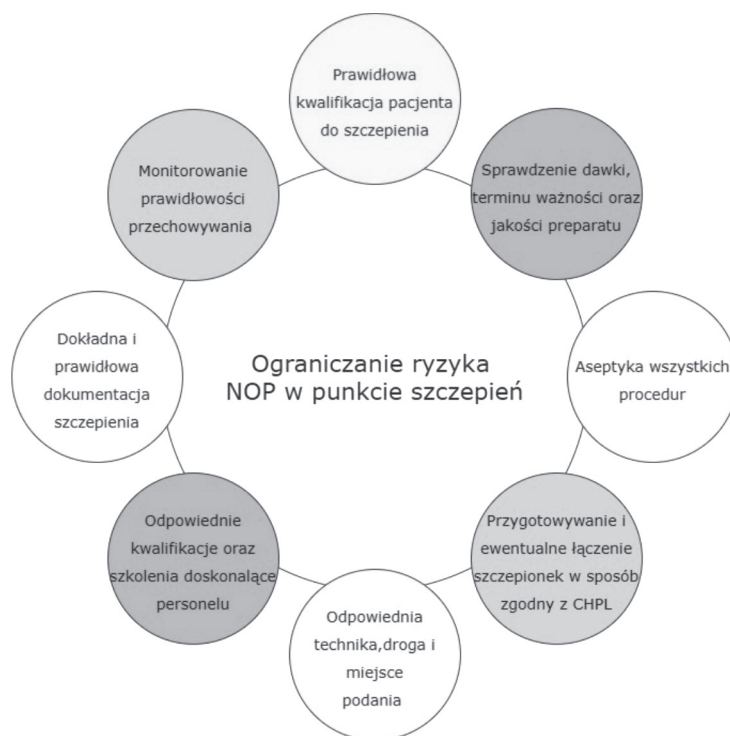 Prawidłowa
kwalifikacja pacjenta
do szczepienia
Sprawdzenie dawki,
terminu ważności oraz
jakości preparatu
Aseptyka wszystkich
procedur
Przygotowywanie i
ewentualne łączenie
szczepionek w sposób
zgodny z CHPL
Odpowiednia
technika,droga i
miejsce
podania
Odpowiednie
kwalifikacje oraz
szkolenia doskonalące
personelu
Dokładna i
prawidłowa
dokumentacja
szczepienia
Monitorowanie
prawidłowości
przechowywania
Ograniczanie ryzyka
NOP w punkcie szczepień